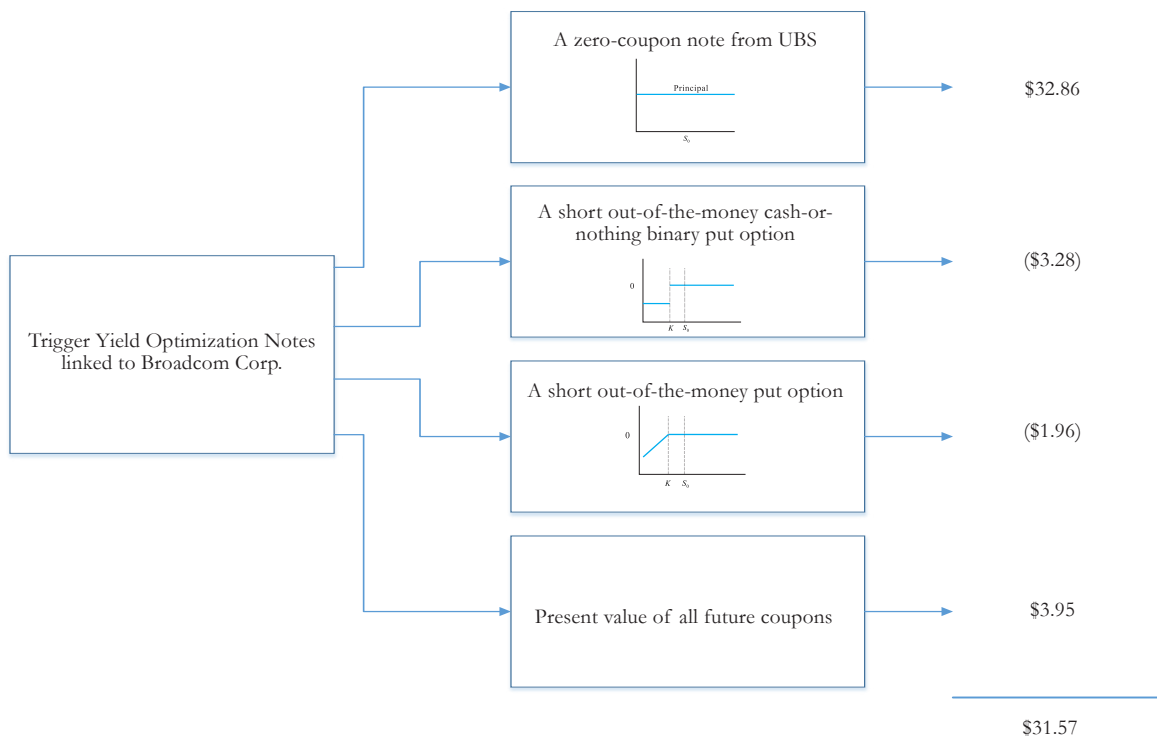 A zero-coupon note from UBS
Principal
S0
$32.86
A short out-of-the-money cash-or-
nothing binary put option
0
K
S0
($3.28)
Trigger Yield Optimization Notes
linked to Broadcom Corp.
A short out-of-the-money put option
0
K
S0
($1.96)
Present value of all future coupons
$3.95
$31.57